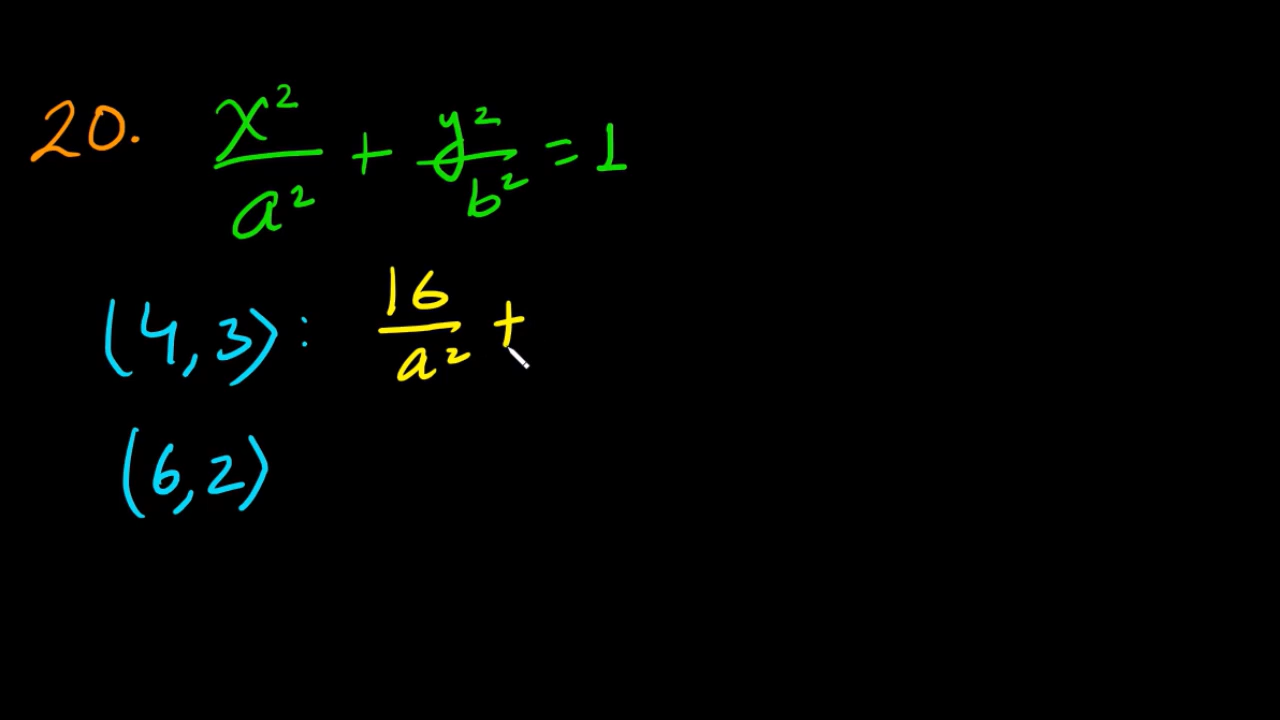 20. x²/a² + y²/b² = 1
(4,3): 16/a² +
(6,2)